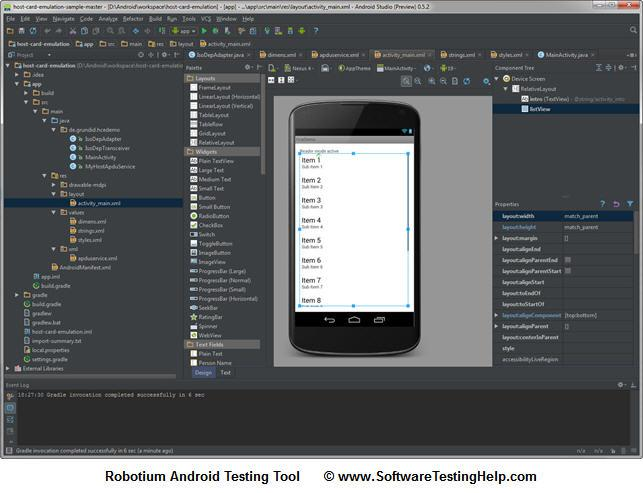 host-card-emulation-sample-master - [D:\Android\workspace\host-card-emulation] - [app] - ...\app\src\main\res\layout\activity_main.xml - Android Studio (Preview) 0.5.2
File Edit View Navigate Code Analyze Refactor Build Run Tools VCS Window Help
app
host-card-emulation-sample-master app src main res layout activity_main.xml
host-card-emulation (D:\Android\workspace\host-card-emulation)
.idea
app
build
src
main
java
de.grundid.hcedemo
IsoDepAdapter
IsoDepTransceiver
MainActivity
MyHostApduService
res
drawable-mdpi
layout
activity_main.xml
values
dimens.xml
strings.xml
styles.xml
xml
apduservice.xml
AndroidManifest.xml
app.iml
build.gradle
gradle
build.gradle
gradlew
gradlew.bat
host-card-emulation.iml
import-summary.txt
local.properties
settings.gradle
External Libraries
IsoDepAdapter.java
dimens.xml
apduservice.xml
activity_main.xml
strings.xml
styles.xml
MainActivity.java
Palette
Layouts
FrameLayout
LinearLayout (Horizontal)
LinearLayout (Vertical)
TableLayout
TableRow
GridLayout
RelativeLayout
Widgets
Plain TextView
Large Text
Medium Text
Small Text
Button
Small Button
RadioButton
CheckBox
Switch
ToggleButton
ImageButton
ImageView
ProgressBar (Large)
ProgressBar (Normal)
ProgressBar (Small)
ProgressBar (Horizontal)
SeekBar
RatingBar
Spinner
WebView
Text Fields
Plain Text
Person Name
Design Text
Nexus 4 AppTheme MainActivity 19
Reader mode active
Item 1
Sub Item 1
Item 2
Sub Item 2
Item 3
Sub Item 3
Item 4
Sub Item 4
Item 5
Sub Item 5
Item 6
Sub Item 6
Item 7
Sub Item 7
Item 8
Sub Item 8
Component Tree
Device Screen
RelativeLayout
intro (TextView) - @string/activity_intro
listView
Properties
layout:width match_parent
layout:height match_parent
layout:margin []
layout:alignEnd
layout:alignParentEnd
layout:alignParentStart
layout:alignStart
layout:toEndOf
layout:toStartOf
layout:alignComponent [top:bottom]
layout:alignParent []
layout:centerInParent
style
accessibilityLiveRegion
Event Log
18:27:30 Gradle invocation completed successfully in 6 sec
Gradle invocation completed successfully in 6 sec (a minute ago)
n/a n/a
Robotium Android Testing Tool © www.SoftwareTestingHelp.com